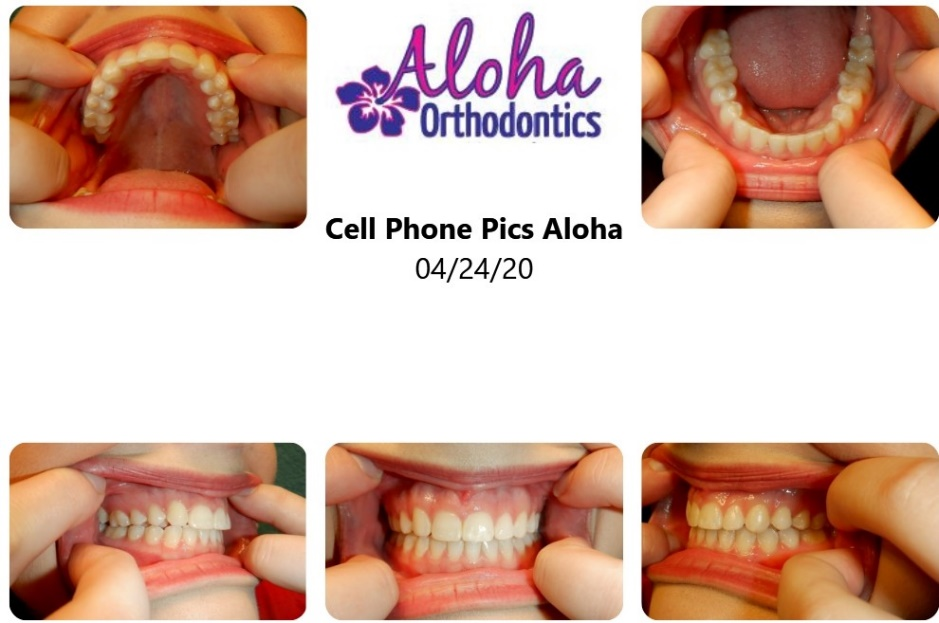 Aloha
Orthodontics
Cell Phone Pics Aloha
04/24/20